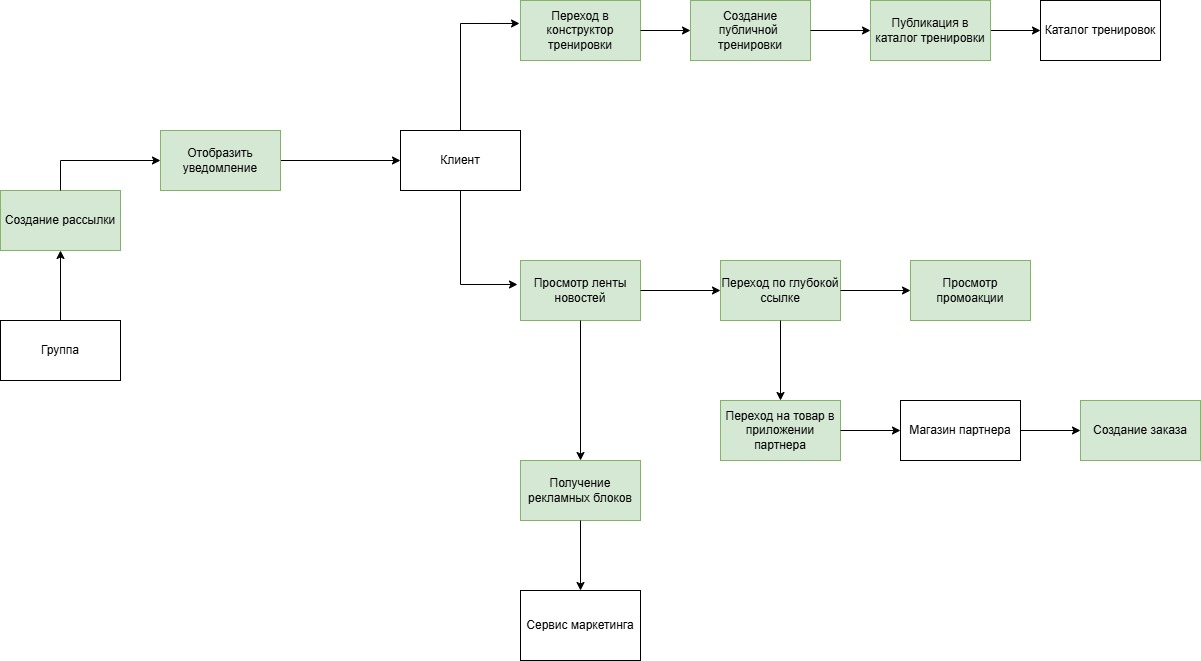 Переход в
конструктор
тренировки
Создание
публичной
тренировки
Публикация в
каталог тренировки
Каталог тренировок
Отобразить
уведомление
Клиент
Создание рассылки
Группа
Просмотр ленты
новостей
Переход по глубокой
ссылке
Просмотр
промоакции
Переход на товар в
приложении
партнера
Магазин партнера
Создание заказа
Получение
рекламных блоков
Сервис маркетинга